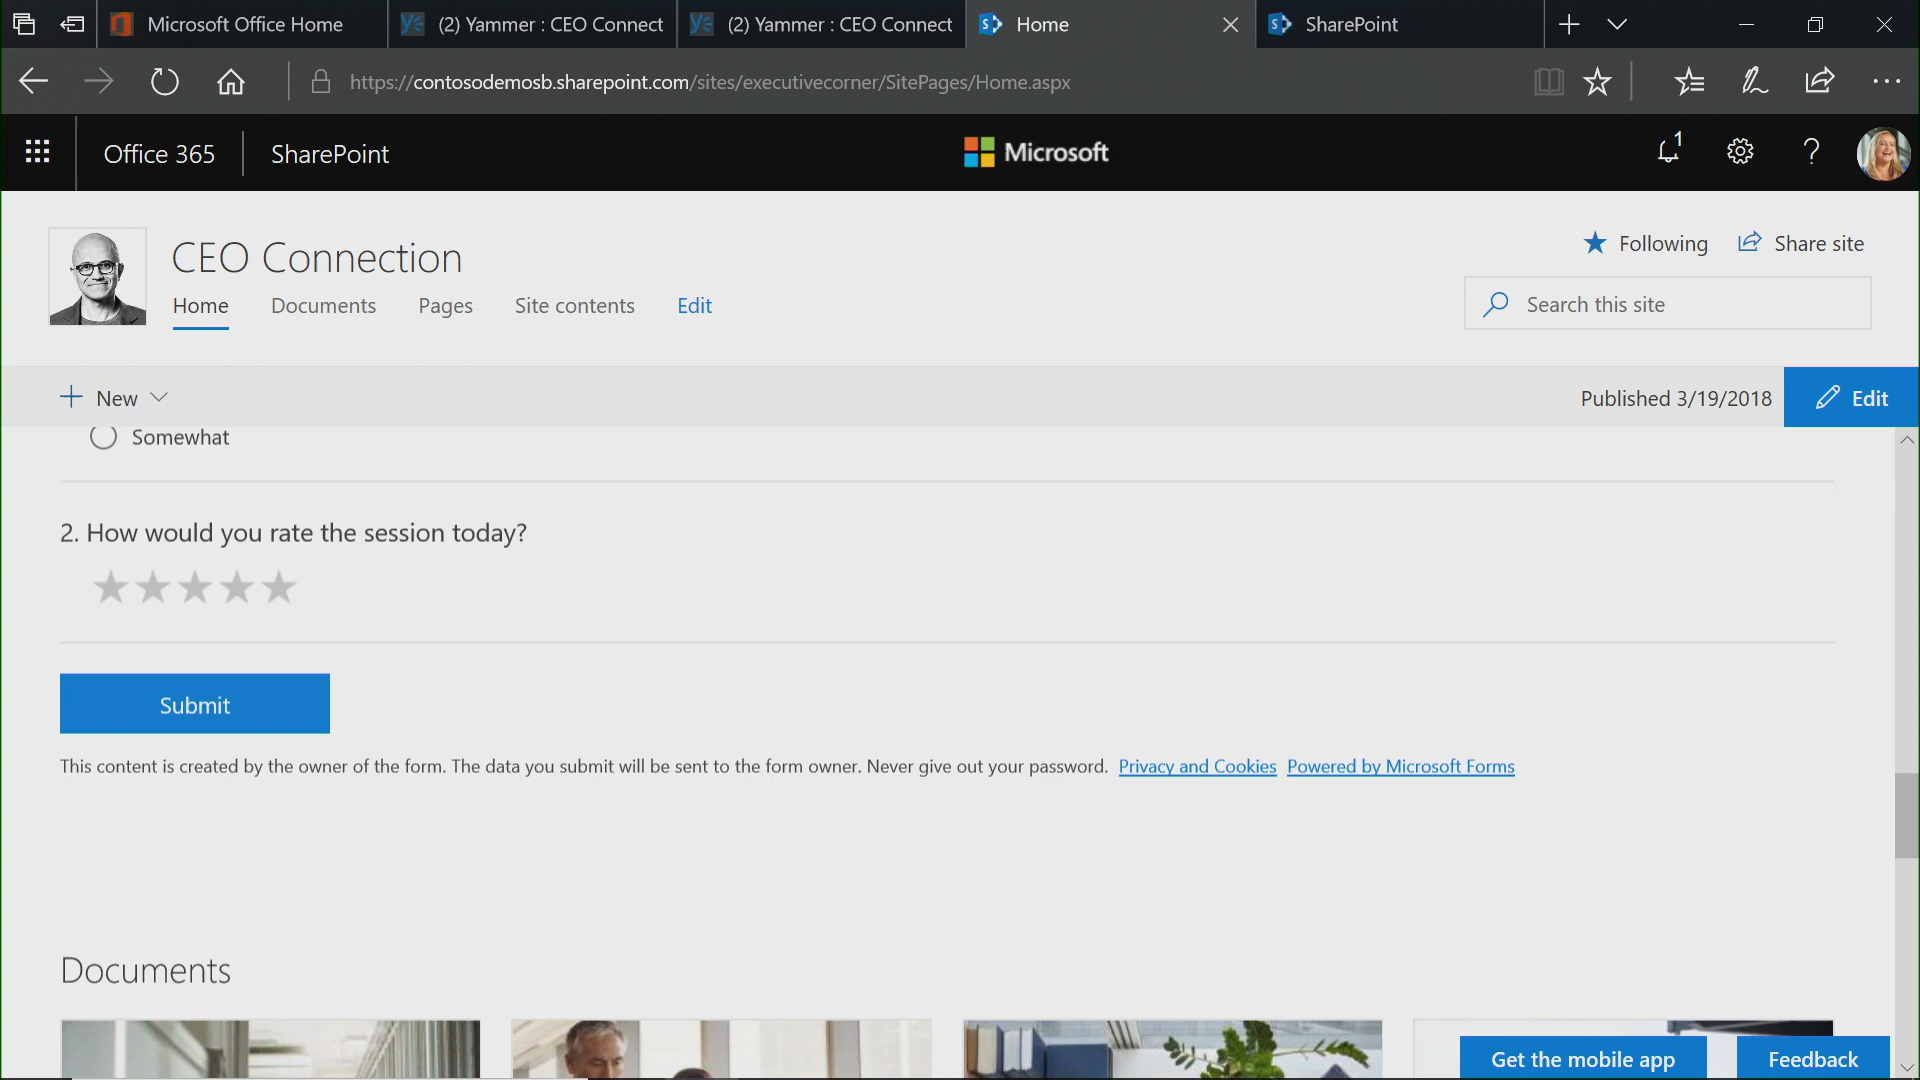 Microsoft Office Home
(2) Yammer : CEO Connect
(2) Yammer : CEO Connect
Home
SharePoint
https://contosodemosb.sharepoint.com/sites/executivecorner/SitePages/Home.aspx
Office 365
SharePoint
Microsoft
1
?
CEO Connection
Following
Share site
Home
Documents
Pages
Site contents
Edit
Search this site
New
Published 3/19/2018
Edit
Somewhat
2. How would you rate the session today?
Submit
This content is created by the owner of the form. The data you submit will be sent to the form owner. Never give out your password. Privacy and Cookies Powered by Microsoft Forms
Documents
Get the mobile app
Feedback